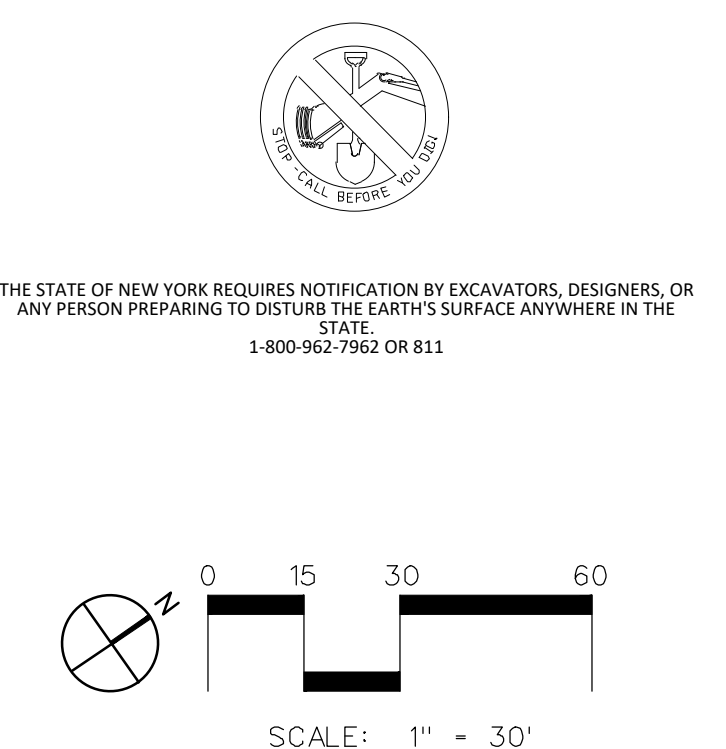 STOP - CALL BEFORE YOU DIG!
THE STATE OF NEW YORK REQUIRES NOTIFICATION BY EXCAVATORS, DESIGNERS, OR
ANY PERSON PREPARING TO DISTURB THE EARTH'S SURFACE ANYWHERE IN THE
STATE.
1-800-962-7962 OR 811
0 15 30 60
N
SCALE: 1" = 30'